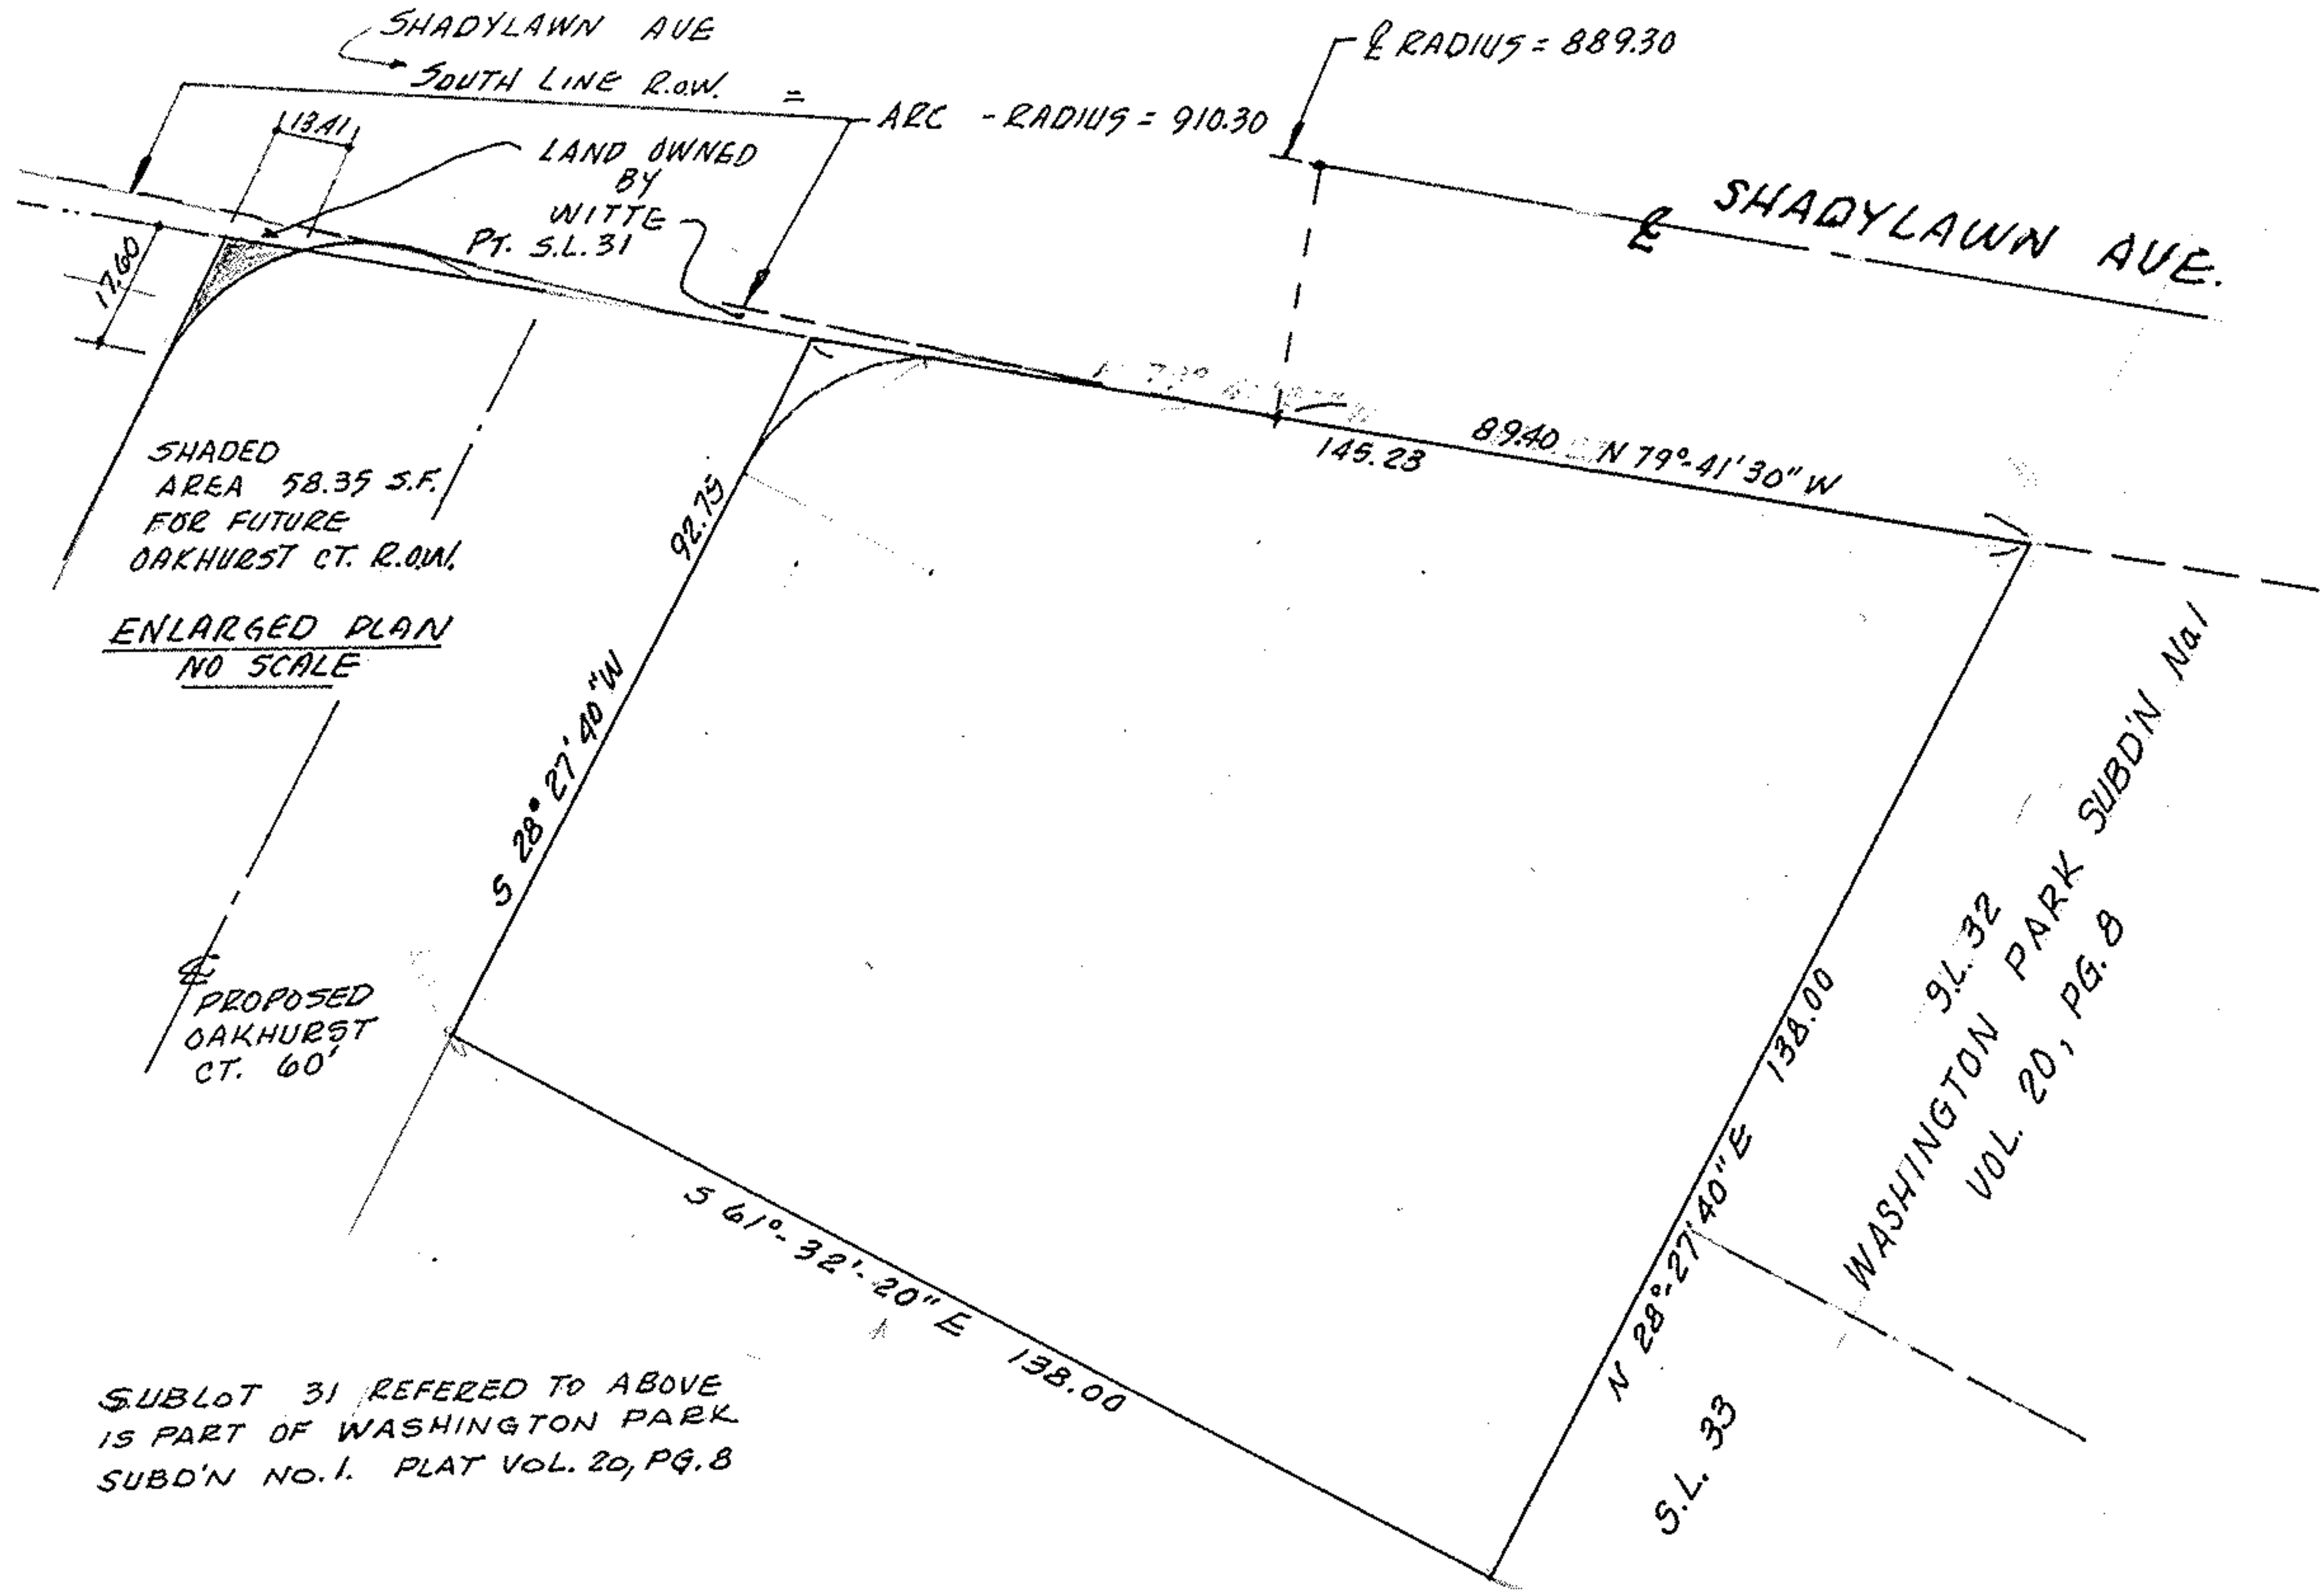 SHADYLAWN AVE
SOUTH LINE R.O.W. = ARC - RADIUS = 910.30
℄ RADIUS = 889.30
13.41
LAND OWNED
BY
WITTE
PT. S.L. 31
17.60
℄ SHADYLAWN AVE.
145.23
89.40
N 79°-41'30" W
SHADED
AREA 58.35 S.F.
FOR FUTURE
OAKHURST CT. R.O.W.
ENLARGED PLAN
NO SCALE
92.75
S 28° 27' 40" W
℄
PROPOSED
OAKHURST
CT. 60'
S 61°-32'-20" E 138.00
N 28°-27'40" E 138.00
S.L. 32
WASHINGTON PARK SUBD'N No.1
VOL. 20, PG. 8
S.L. 33
SUBLOT 31 REFERED TO ABOVE
IS PART OF WASHINGTON PARK
SUBD'N NO. 1. PLAT VOL. 20, PG. 8